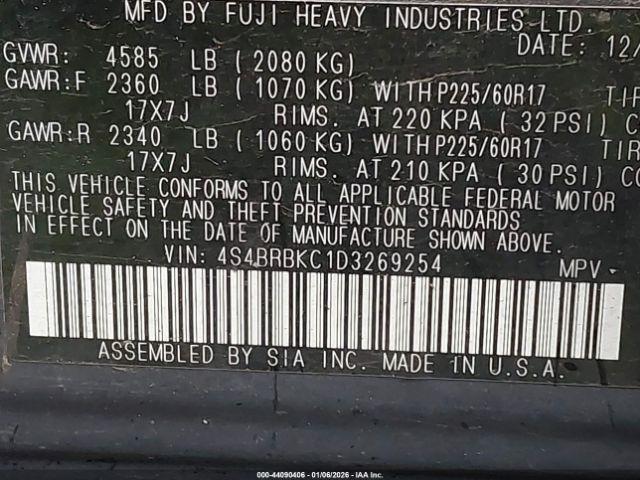 MFD BY FUJI HEAVY INDUSTRIES LTD.
DATE: 12/
GVWR: 4585 LB ( 2080 KG)
GAWR:F 2360 LB ( 1070 KG) WITH P225/60R17 TIR
17X7J RIMS. AT 220 KPA ( 32 PSI) C
GAWR:R 2340 LB ( 1060 KG) WITH P225/60R17 TIR
17X7J RIMS. AT 210 KPA ( 30 PSI) CO
THIS VEHICLE CONFORMS TO ALL APPLICABLE FEDERAL MOTOR
VEHICLE SAFETY AND THEFT PREVENTION STANDARDS
IN EFFECT ON THE DATE OF MANUFACTURE SHOWN ABOVE.
VIN: 4S4BRBKC1D3269254 MPV
ASSEMBLED BY SIA INC. MADE IN U.S.A.
000-44090406 - 01/06/2026 - IAA Inc.